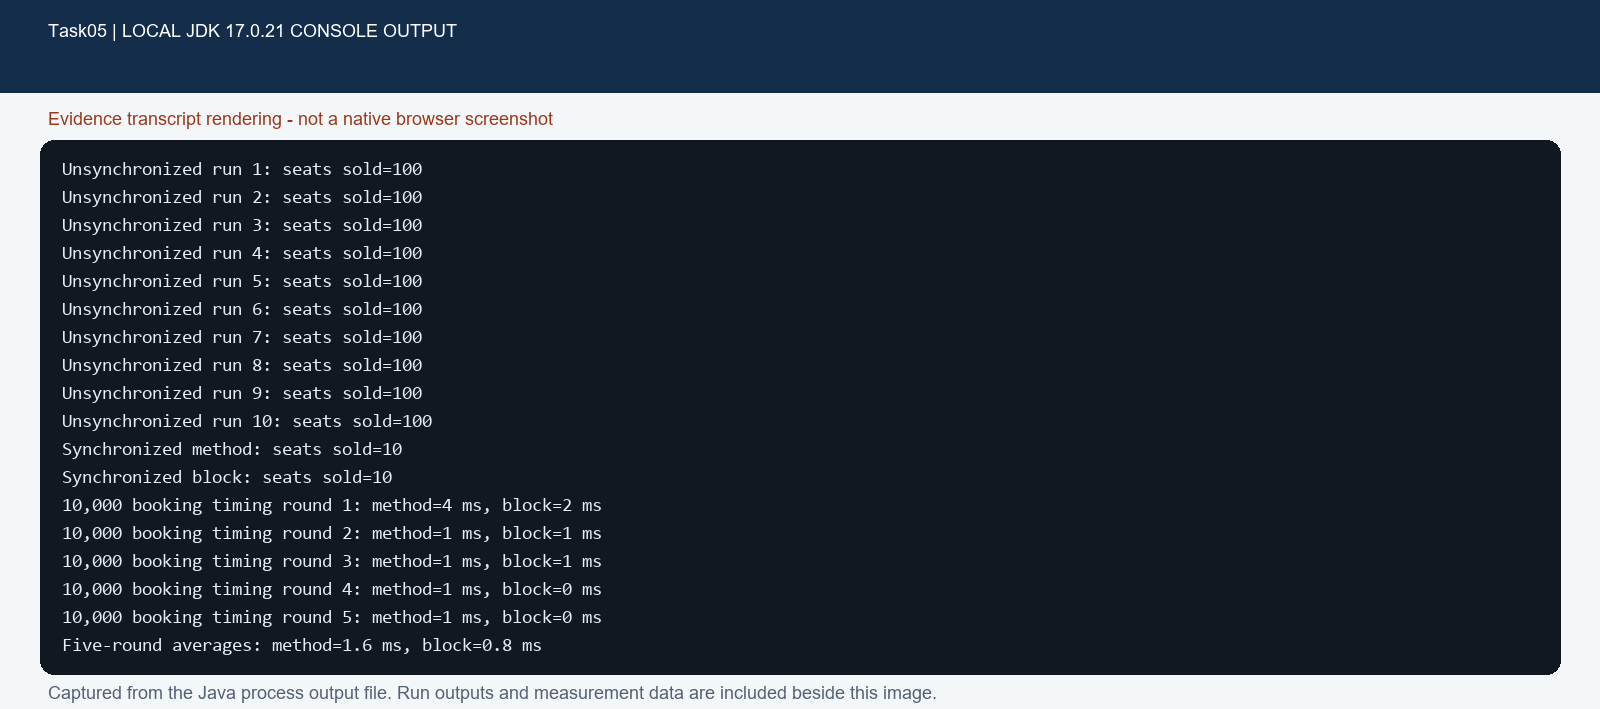 Task05 | LOCAL JDK 17.0.21 CONSOLE OUTPUT
Evidence transcript rendering - not a native browser screenshot
Unsynchronized run 1: seats sold=100
Unsynchronized run 2: seats sold=100
Unsynchronized run 3: seats sold=100
Unsynchronized run 4: seats sold=100
Unsynchronized run 5: seats sold=100
Unsynchronized run 6: seats sold=100
Unsynchronized run 7: seats sold=100
Unsynchronized run 8: seats sold=100
Unsynchronized run 9: seats sold=100
Unsynchronized run 10: seats sold=100
Synchronized method: seats sold=10
Synchronized block: seats sold=10
10,000 booking timing round 1: method=4 ms, block=2 ms
10,000 booking timing round 2: method=1 ms, block=1 ms
10,000 booking timing round 3: method=1 ms, block=1 ms
10,000 booking timing round 4: method=1 ms, block=0 ms
10,000 booking timing round 5: method=1 ms, block=0 ms
Five-round averages: method=1.6 ms, block=0.8 ms
Captured from the Java process output file. Run outputs and measurement data are included beside this image.